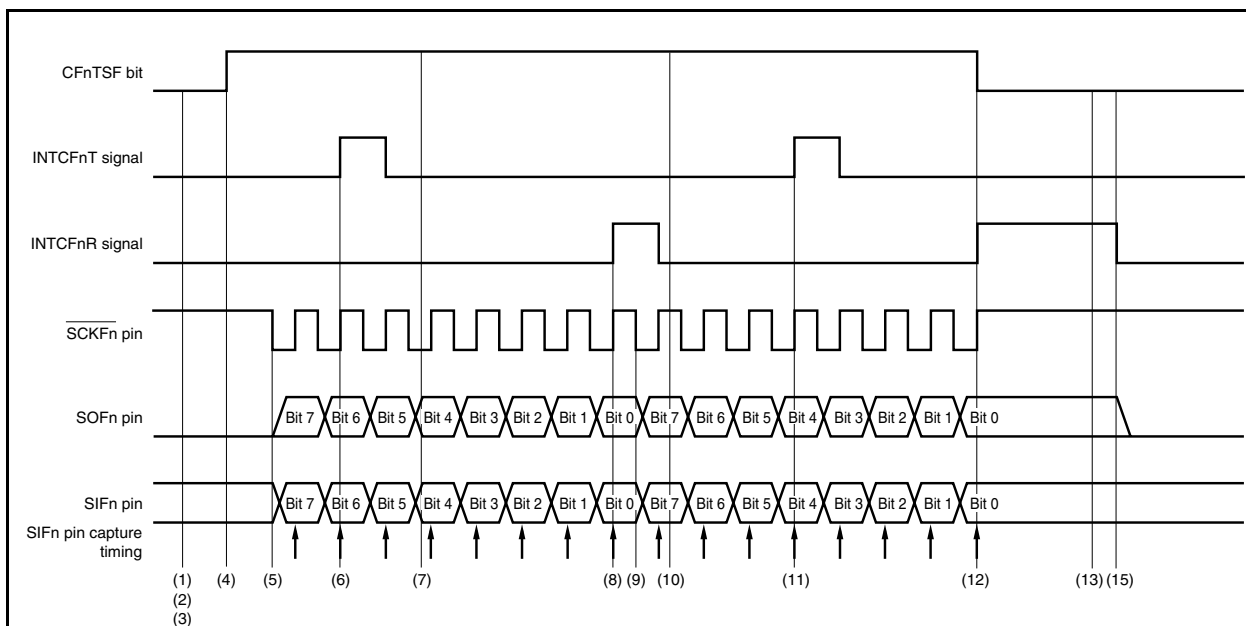 CFnTSF bit
INTCFnT signal
INTCFnR signal
SCKFn pin
SOFn pin
Bit 7 Bit 6 Bit 5 Bit 4 Bit 3 Bit 2 Bit 1 Bit 0 Bit 7 Bit 6 Bit 5 Bit 4 Bit 3 Bit 2 Bit 1 Bit 0
SIFn pin
Bit 7 Bit 6 Bit 5 Bit 4 Bit 3 Bit 2 Bit 1 Bit 0 Bit 7 Bit 6 Bit 5 Bit 4 Bit 3 Bit 2 Bit 1 Bit 0
SIFn pin capture
timing
(1) (4) (5) (6) (7) (8) (9) (10) (11) (12) (13) (15)
(2)
(3)